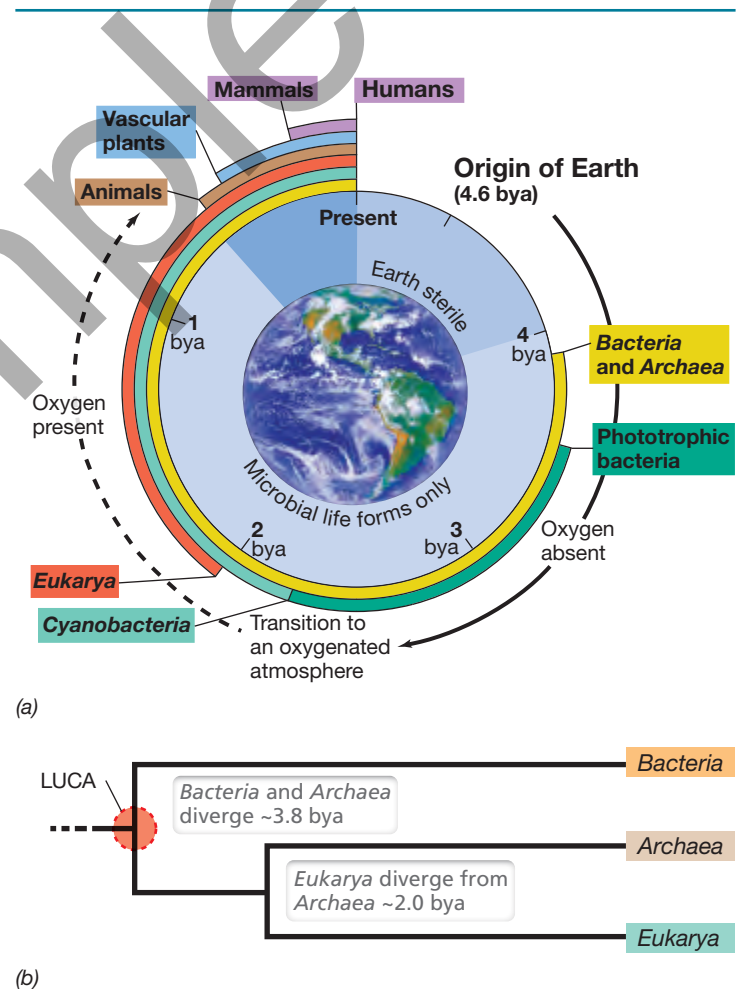 Mammals
Humans
Vascular
plants
Animals
Origin of Earth
(4.6 bya)
Present
Earth sterile
4
bya
Bacteria
and Archaea
1
bya
Oxygen
present
Phototrophic
bacteria
Microbial life forms only
2
bya
3
bya
Oxygen
absent
Eukarya
Cyanobacteria
Transition to
an oxygenated
atmosphere
(a)
LUCA
Bacteria
Bacteria and Archaea
diverge ~3.8 bya
Archaea
Eukarya diverge from
Archaea ~2.0 bya
Eukarya
(b)
mple